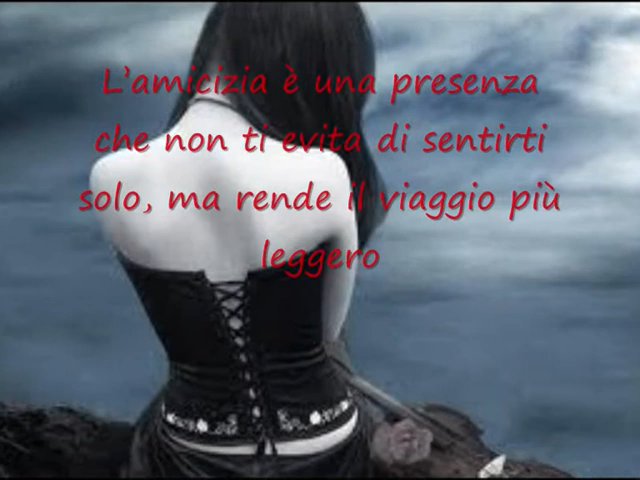 L'amicizia è una presenza
che non ti evita di sentirti
solo, ma rende il viaggio più
leggero